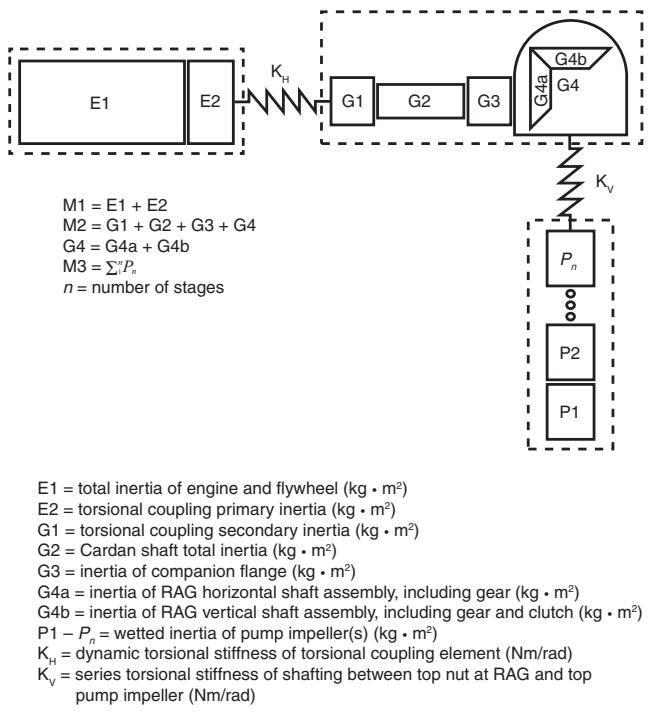 K_H
E1
E2
G1
G2
G3
G4a
G4b
G4
K_V
P_n
P2
P1
M1 = E1 + E2
M2 = G1 + G2 + G3 + G4
G4 = G4a + G4b
M3 = ∑₁ⁿP_n
n = number of stages
E1 = total inertia of engine and flywheel (kg • m²)
E2 = torsional coupling primary inertia (kg • m²)
G1 = torsional coupling secondary inertia (kg • m²)
G2 = Cardan shaft total inertia (kg • m²)
G3 = inertia of companion flange (kg • m²)
G4a = inertia of RAG horizontal shaft assembly, including gear (kg • m²)
G4b = inertia of RAG vertical shaft assembly, including gear and clutch (kg • m²)
P1 – P_n = wetted inertia of pump impeller(s) (kg • m²)
K_H = dynamic torsional stiffness of torsional coupling element (Nm/rad)
K_V = series torsional stiffness of shafting between top nut at RAG and top
pump impeller (Nm/rad)